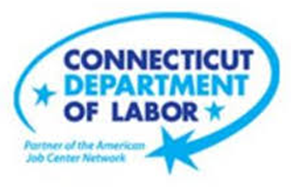 CONNECTICUT
DEPARTMENT
OF LABOR
Partner of the American
Job Center Network